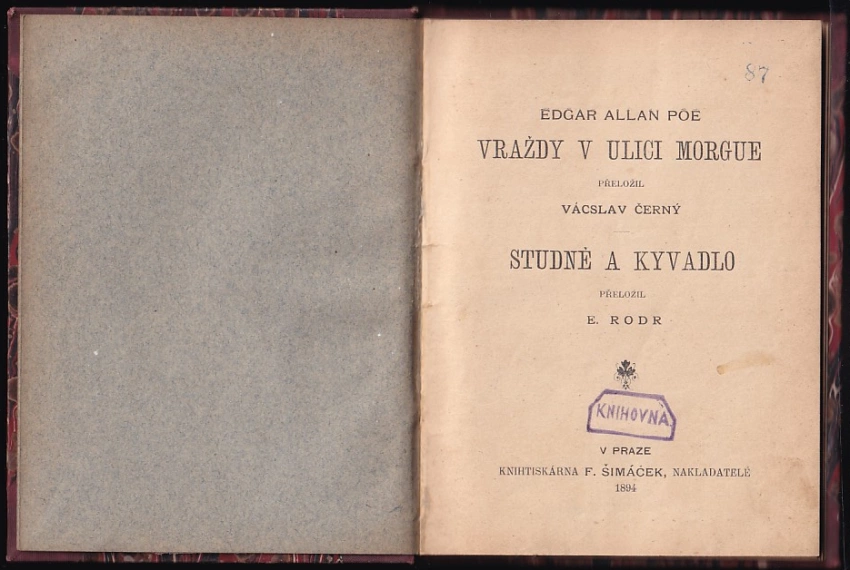 87
EDGAR ALLAN POE
VRAŽDY V ULICI MORGUE
PŘELOŽIL
VÁCSLAV ČERNÝ
STUDNĚ A KYVADLO
PŘELOŽIL
E. RODR
KNIHOVNA
V PRAZE
KNIHTISKÁRNA F. ŠIMÁČEK, NAKLADATELÉ
1894